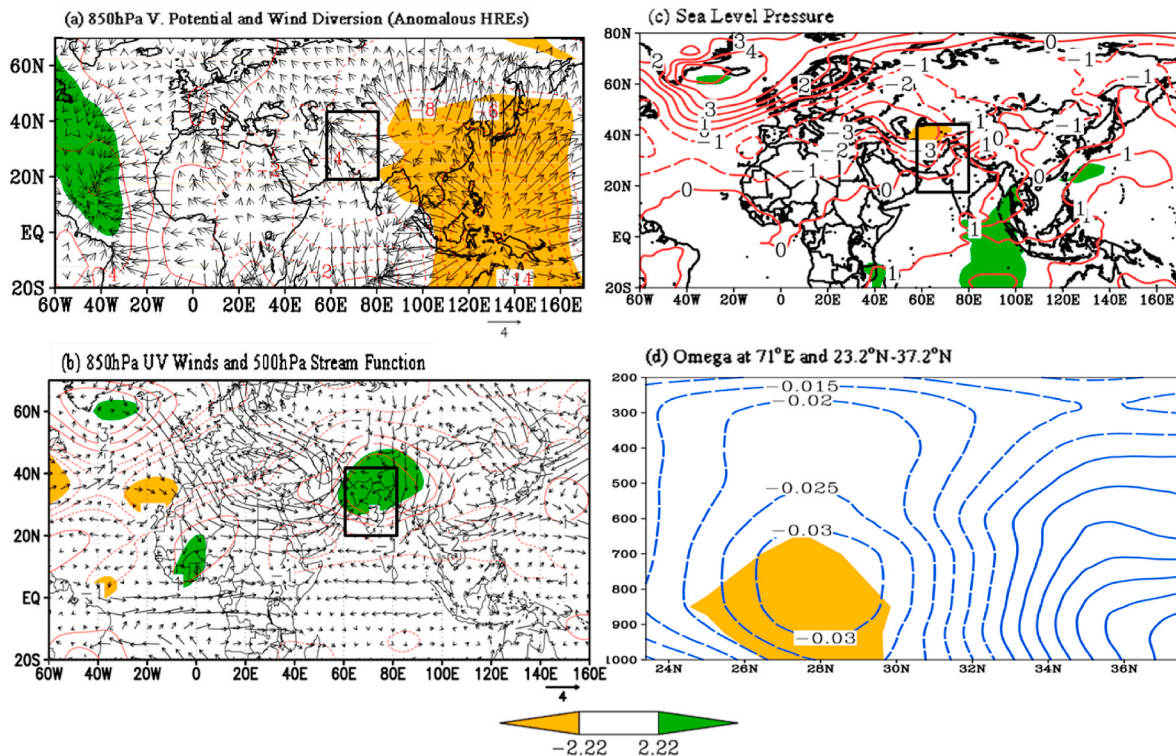 (a) 850hPa V. Potential and Wind Diversion (Anomalous HREs)
60N
40N
20N
EQ
20S
60W 40W 20W 0 20E 40E 60E 80E 100E 120E 140E 160E
-8
-6
-4
-2
-14
4
(c) Sea Level Pressure
80N
60N
40N
20N
EQ
20S
60W 40W 20W 0 20E 40E 60E 80E 100E 120E 140E 160E
(b) 850hPa UV Winds and 500hPa Stream Function
60N
40N
20N
EQ
20S
60W 40W 20W 0 20E 40E 60E 80E 100E 120E 140E 160E
4
(d) Omega at 71°E and 23.2°N-37.2°N
200
300
400
500
600
700
800
900
1000
24N 26N 28N 30N 32N 34N 36N
-0.015
-0.02
-0.025
-0.03
-0.03
-2.22 2.22